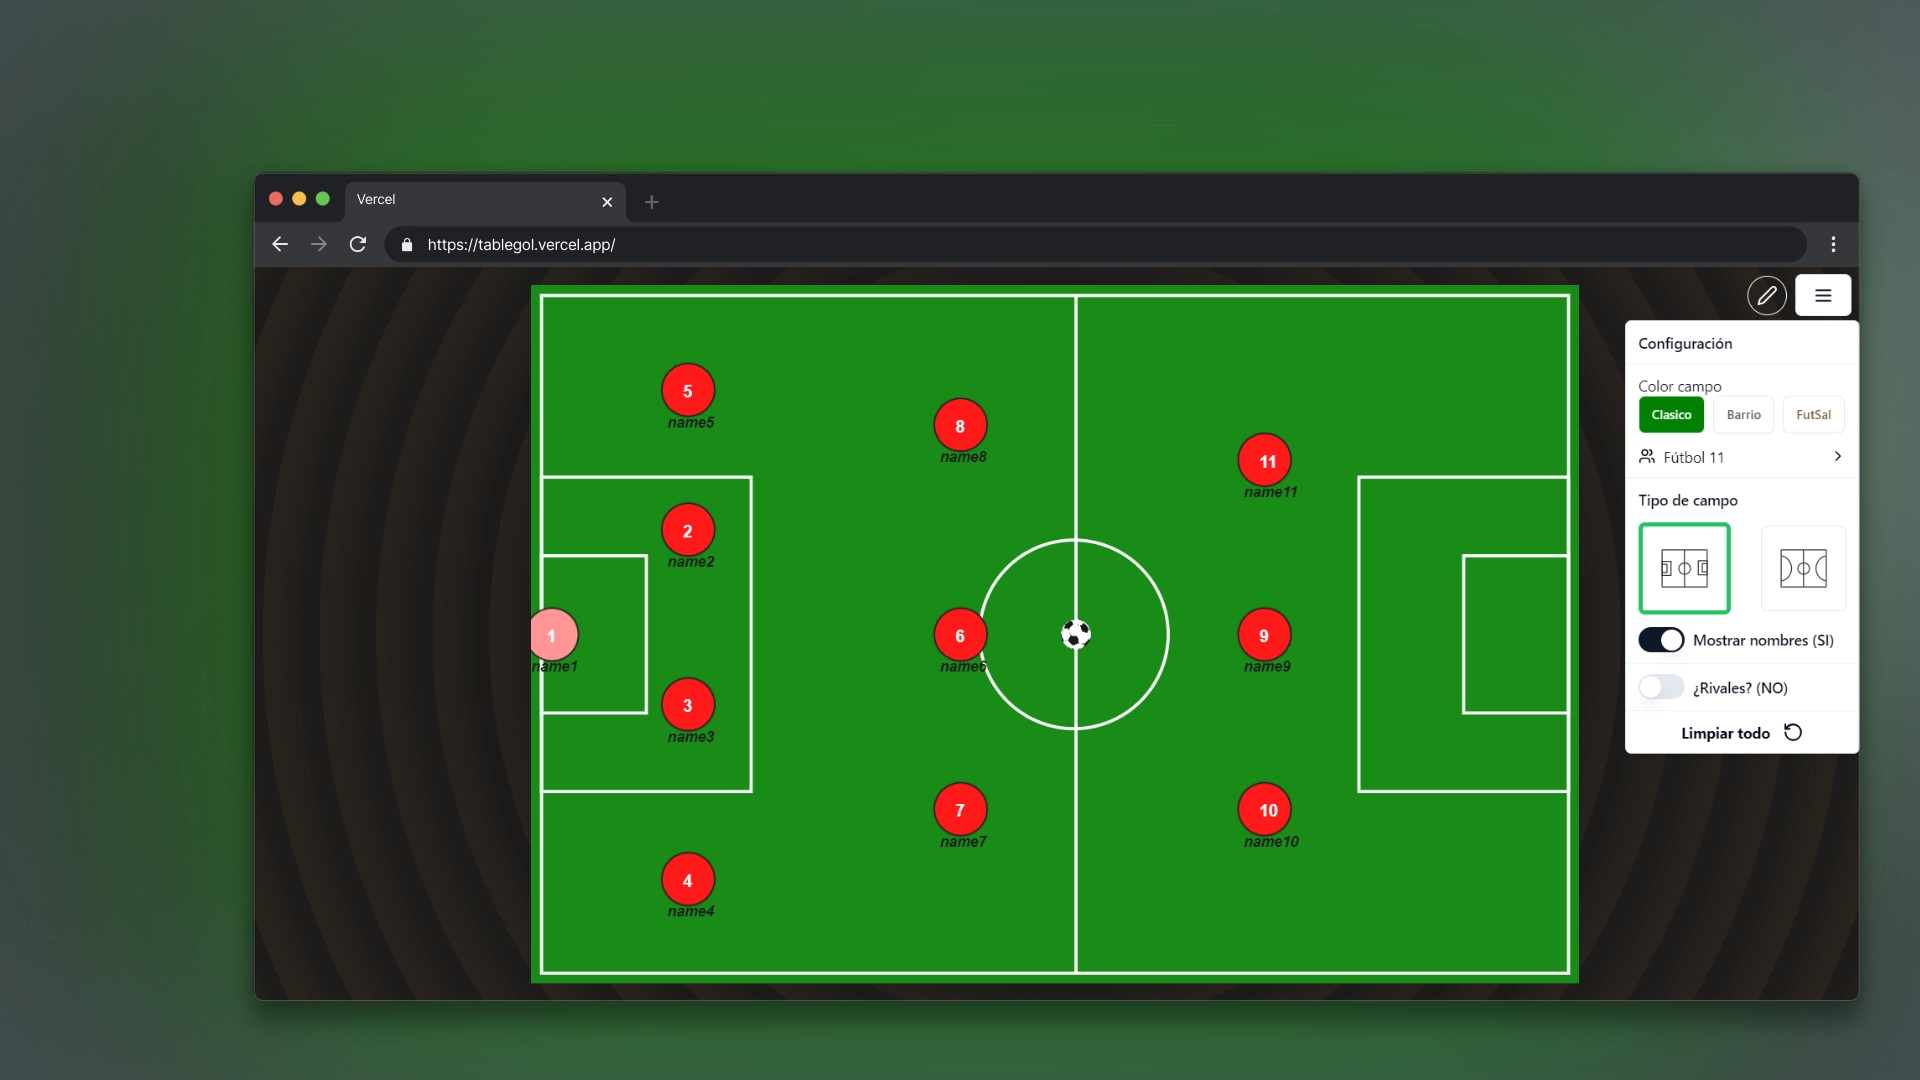 Vercel
https://tablegol.vercel.app/
Configuración
Color campo
Clasico Barrio FutSal
Fútbol 11
Tipo de campo
Mostrar nombres (SI)
¿Rivales? (NO)
Limpiar todo
5
name5
8
name8
11
name11
2
name2
1
name1
6
name6
9
name9
3
name3
7
name7
10
name10
4
name4